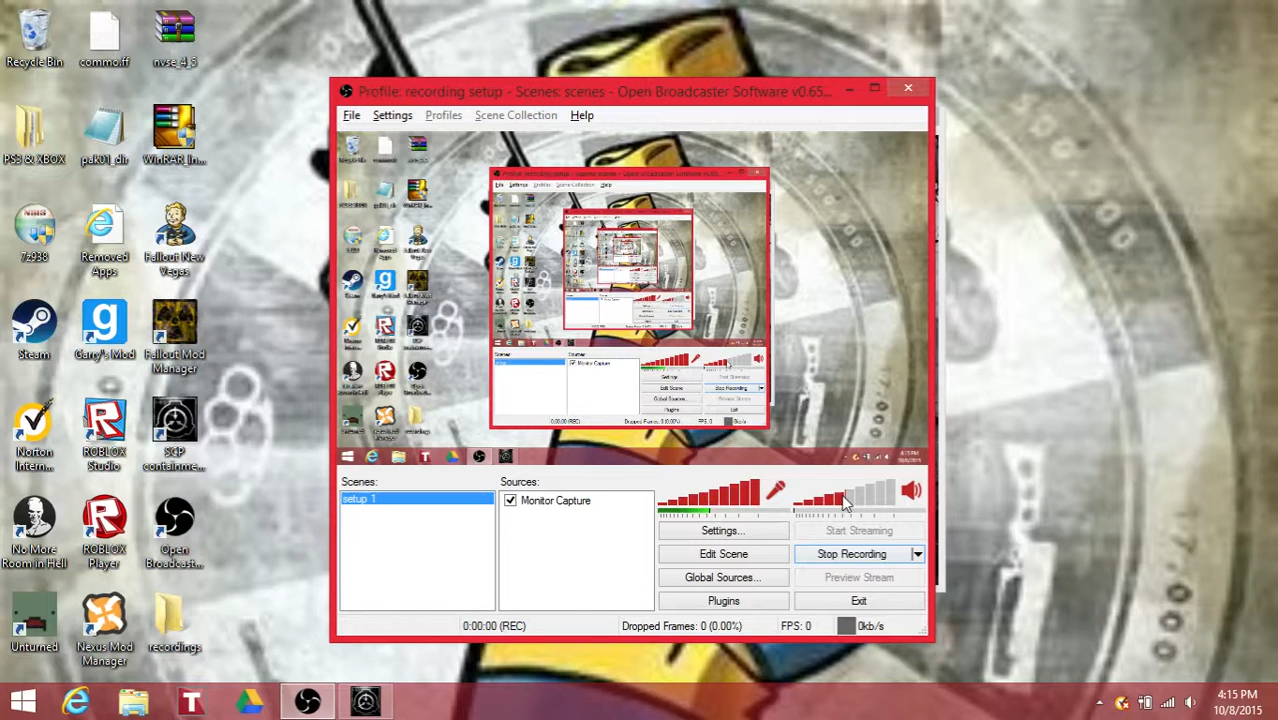 Recycle Bin
commo.ff
nvse_4_5
PS3 & XBOX
pak01_dir
WinRAR_In...
7z938
Removed Apps
Fallout New Vegas
Steam
Garry's Mod
Fallout Mod Manager
Norton Intern...
ROBLOX Studio
SCP containme...
No More Room in Hell
ROBLOX Player
Open Broadcast...
Unturned
Nexus Mod Manager
recordings
Profile: recording setup - Scenes: scenes - Open Broadcaster Software v0.65...
File Settings Profiles Scene Collection Help
Scenes:
setup 1
Sources:
Monitor Capture
Settings...
Start Streaming
Edit Scene
Stop Recording
Global Sources...
Preview Stream
Plugins
Exit
0:00:00 (REC)
Dropped Frames: 0 (0.00%)
FPS: 0
0kb/s
4:15 PM
10/8/2015